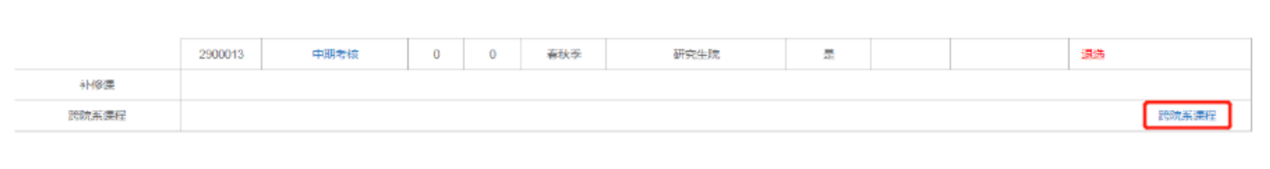 2900013 中期考核 0 0 春秋季 研究生院 是 退选
补修课
跨院系课程 跨院系课程